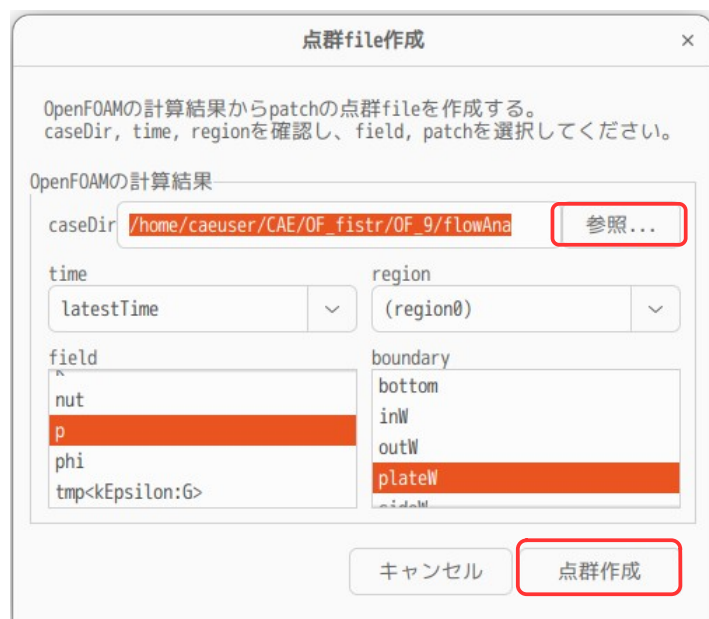 点群file作成
×
OpenFOAMの計算結果からpatchの点群fileを作成する。
caseDir, time, regionを確認し、field, patchを選択してください。
OpenFOAMの計算結果
caseDir /home/caeuser/CAE/OF_fistr/OF_9/flowAna 参照...
time region
latestTime (region0)
field boundary
nut bottom
p inW
phi outW
tmp<kEpsilon:G> plateW
キャンセル 点群作成